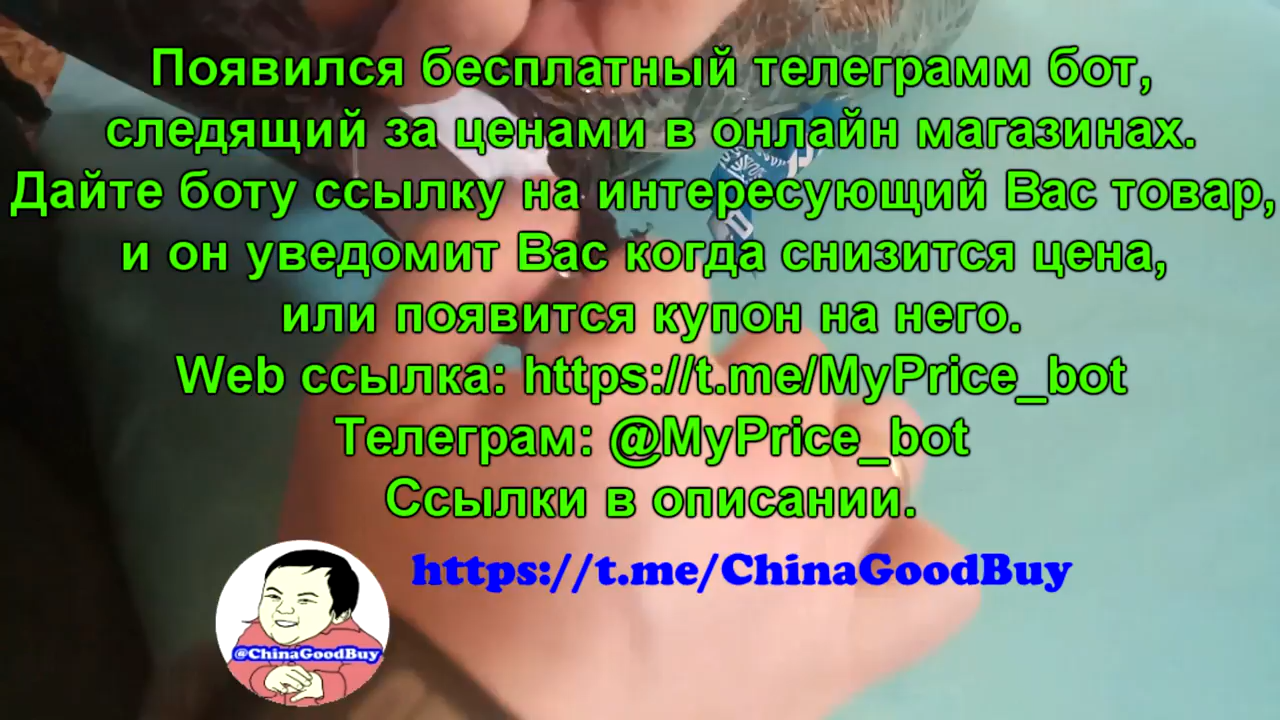 Появился бесплатный телеграмм бот,
следящий за ценами в онлайн магазинах.
Дайте боту ссылку на интересующий Вас товар,
и он уведомит Вас когда снизится цена,
или появится купон на него.
Web ссылка: https://t.me/MyPrice_bot
Телеграм: @MyPrice_bot
Ссылки в описании.
https://t.me/ChinaGoodBuy
@ChinaGoodBuy